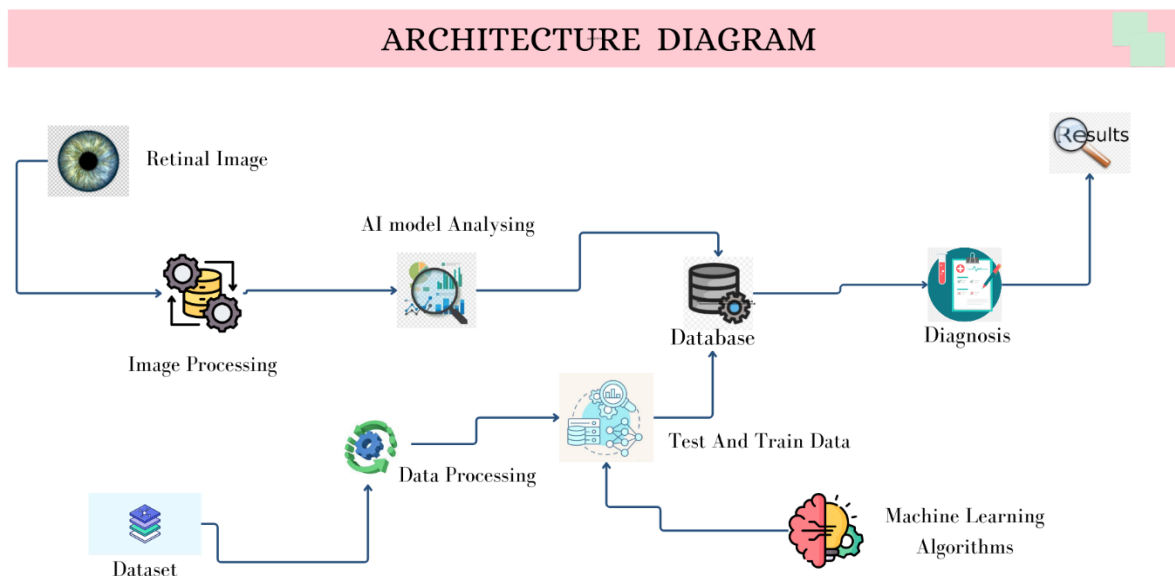 ARCHITECTURE DIAGRAM
Results
Retinal Image
AI model Analysing
Database
Diagnosis
Image Processing
Test And Train Data
Data Processing
Machine Learning
Algorithms
Dataset